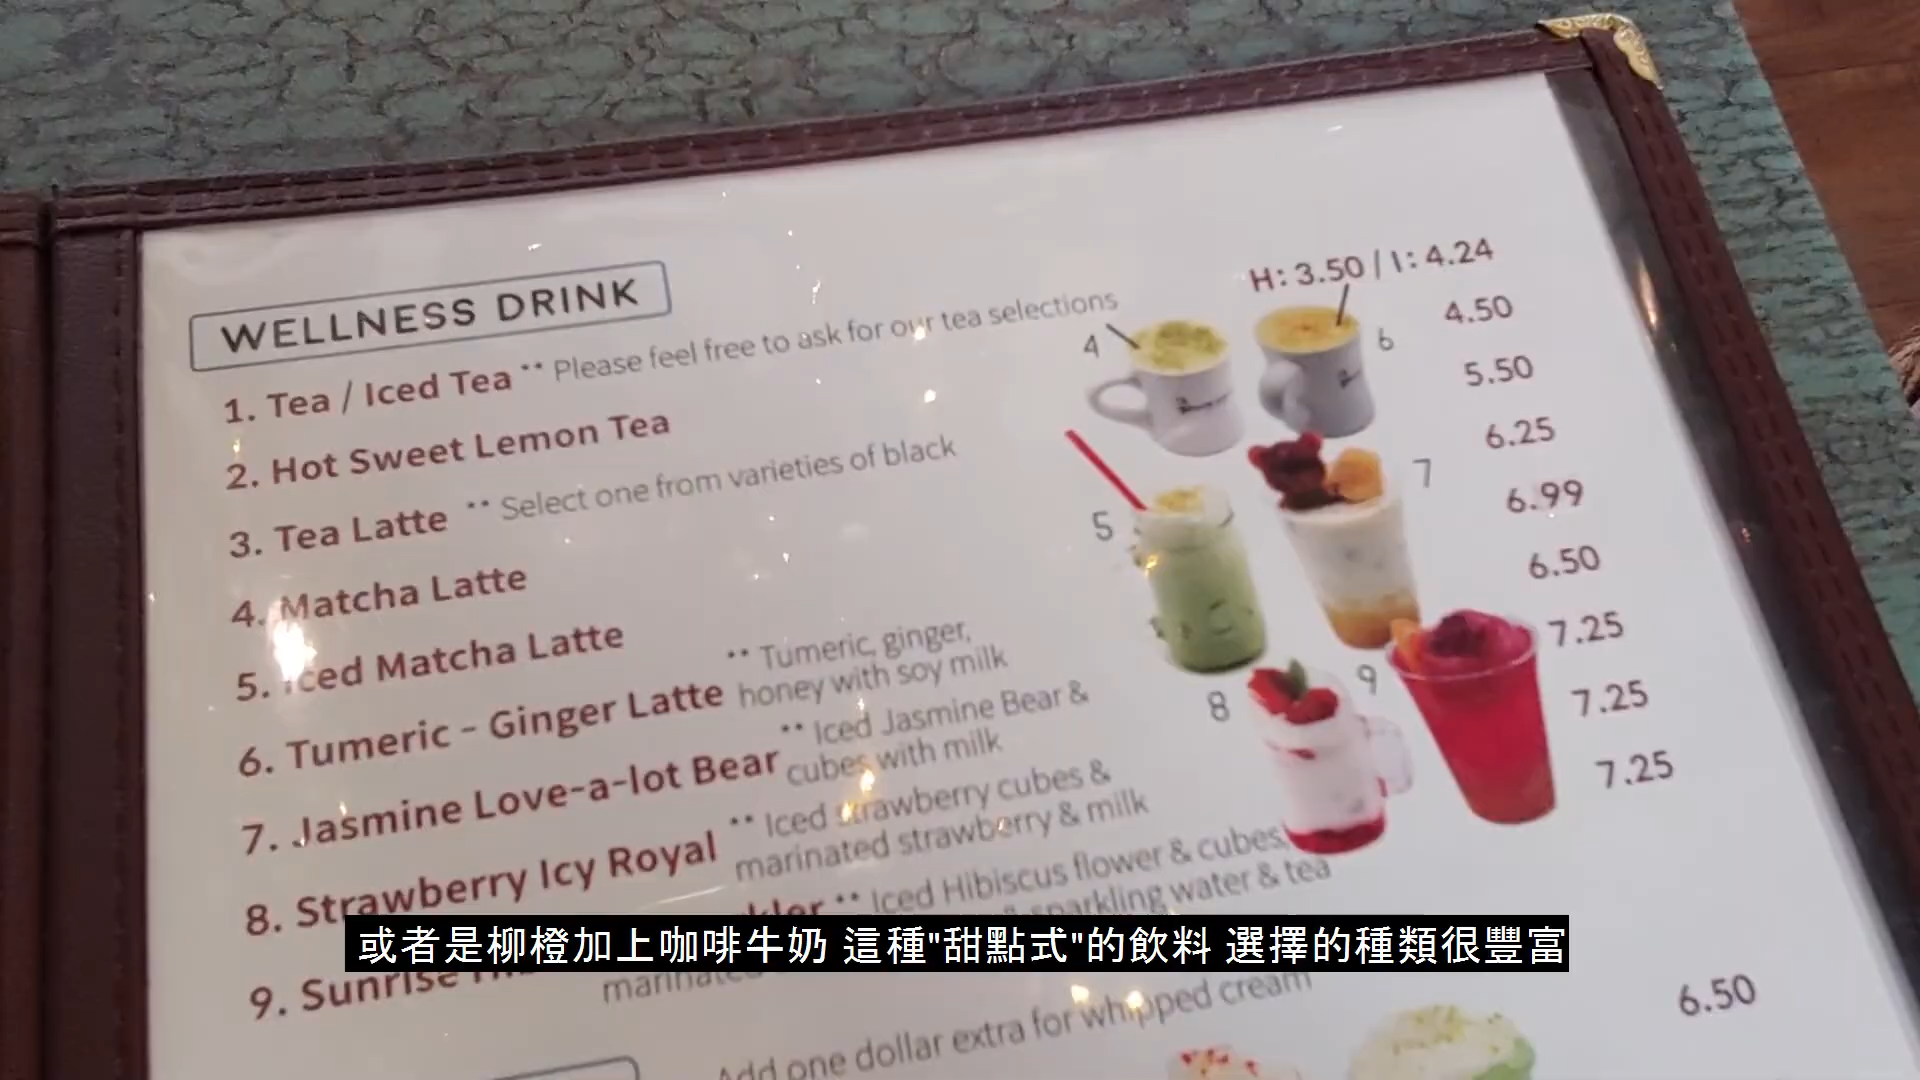 WELLNESS DRINK
H: 3.50 / I: 4.24
1. Tea / Iced Tea ** Please feel free to ask for our tea selections
4
6
4.50
2. Hot Sweet Lemon Tea
5.50
3. Tea Latte ** Select one from varieties of black
7
6.25
5
4. Matcha Latte
6.99
5. Iced Matcha Latte
6.50
6. Tumeric - Ginger Latte ** Tumeric, ginger,
honey with soy milk
8
9
7.25
7. Jasmine Love-a-lot Bear ** Iced Jasmine Bear &
cubes with milk
7.25
8. Strawberry Icy Royal ** Iced strawberry cubes &
marinated strawberry & milk
7.25
9. Sunrise ** Iced Hibiscus flower & cubes,
sparkling water & tea
marinated
或者是柳橙加上咖啡牛奶 這種"甜點式"的飲料 選擇的種類很豐富
Add one dollar extra for whipped cream
6.50